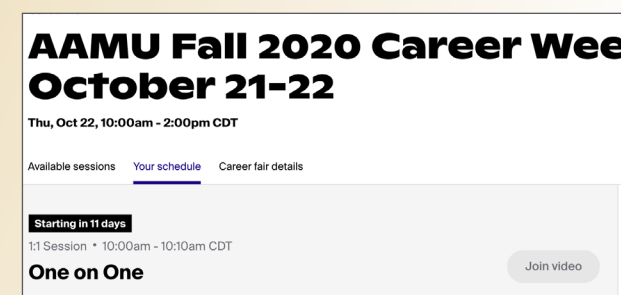 AAMU Fall 2020 Career Wee
October 21-22
Thu, Oct 22, 10:00am - 2:00pm CDT
Available sessions Your schedule Career fair details
Starting in 11 days
1:1 Session • 10:00am - 10:10am CDT
One on One
Join video